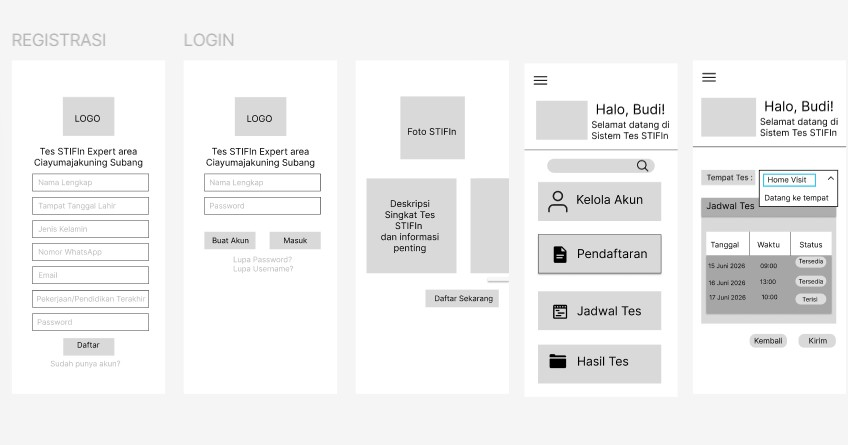 REGISTRASI
LOGO
Tes STIFIn Expert area
Ciayumajakuning Subang
Nama Lengkap
Tampat Tanggal Lahir
Jenis Kelamin
Nomor WhatsApp
Email
Pekerjaan/Pendidikan Terakhir
Password
Daftar
Sudah punya akun?
LOGIN
LOGO
Tes STIFIn Expert area
Ciayumajakuning Subang
Nama Lengkap
Password
Buat Akun Masuk
Lupa Password?
Lupa Username?
Foto STIFIn
Deskripsi
Singkat Tes
STIFIn
dan informasi
penting
Daftar Sekarang
Halo, Budi!
Selamat datang di
Sistem Tes STIFIn
Kelola Akun
Pendaftaran
Jadwal Tes
Hasil Tes
Halo, Budi!
Selamat datang di
Sistem Tes STIFIn
Tempat Tes : Home Visit
Datang ke tempat
Jadwal Tes
Tanggal Waktu Status
15 Juni 2026 09:00 Tersedia
16 Juni 2026 13:00 Tersedia
17 Juni 2026 10:00 Terisi
Kembali Kirim